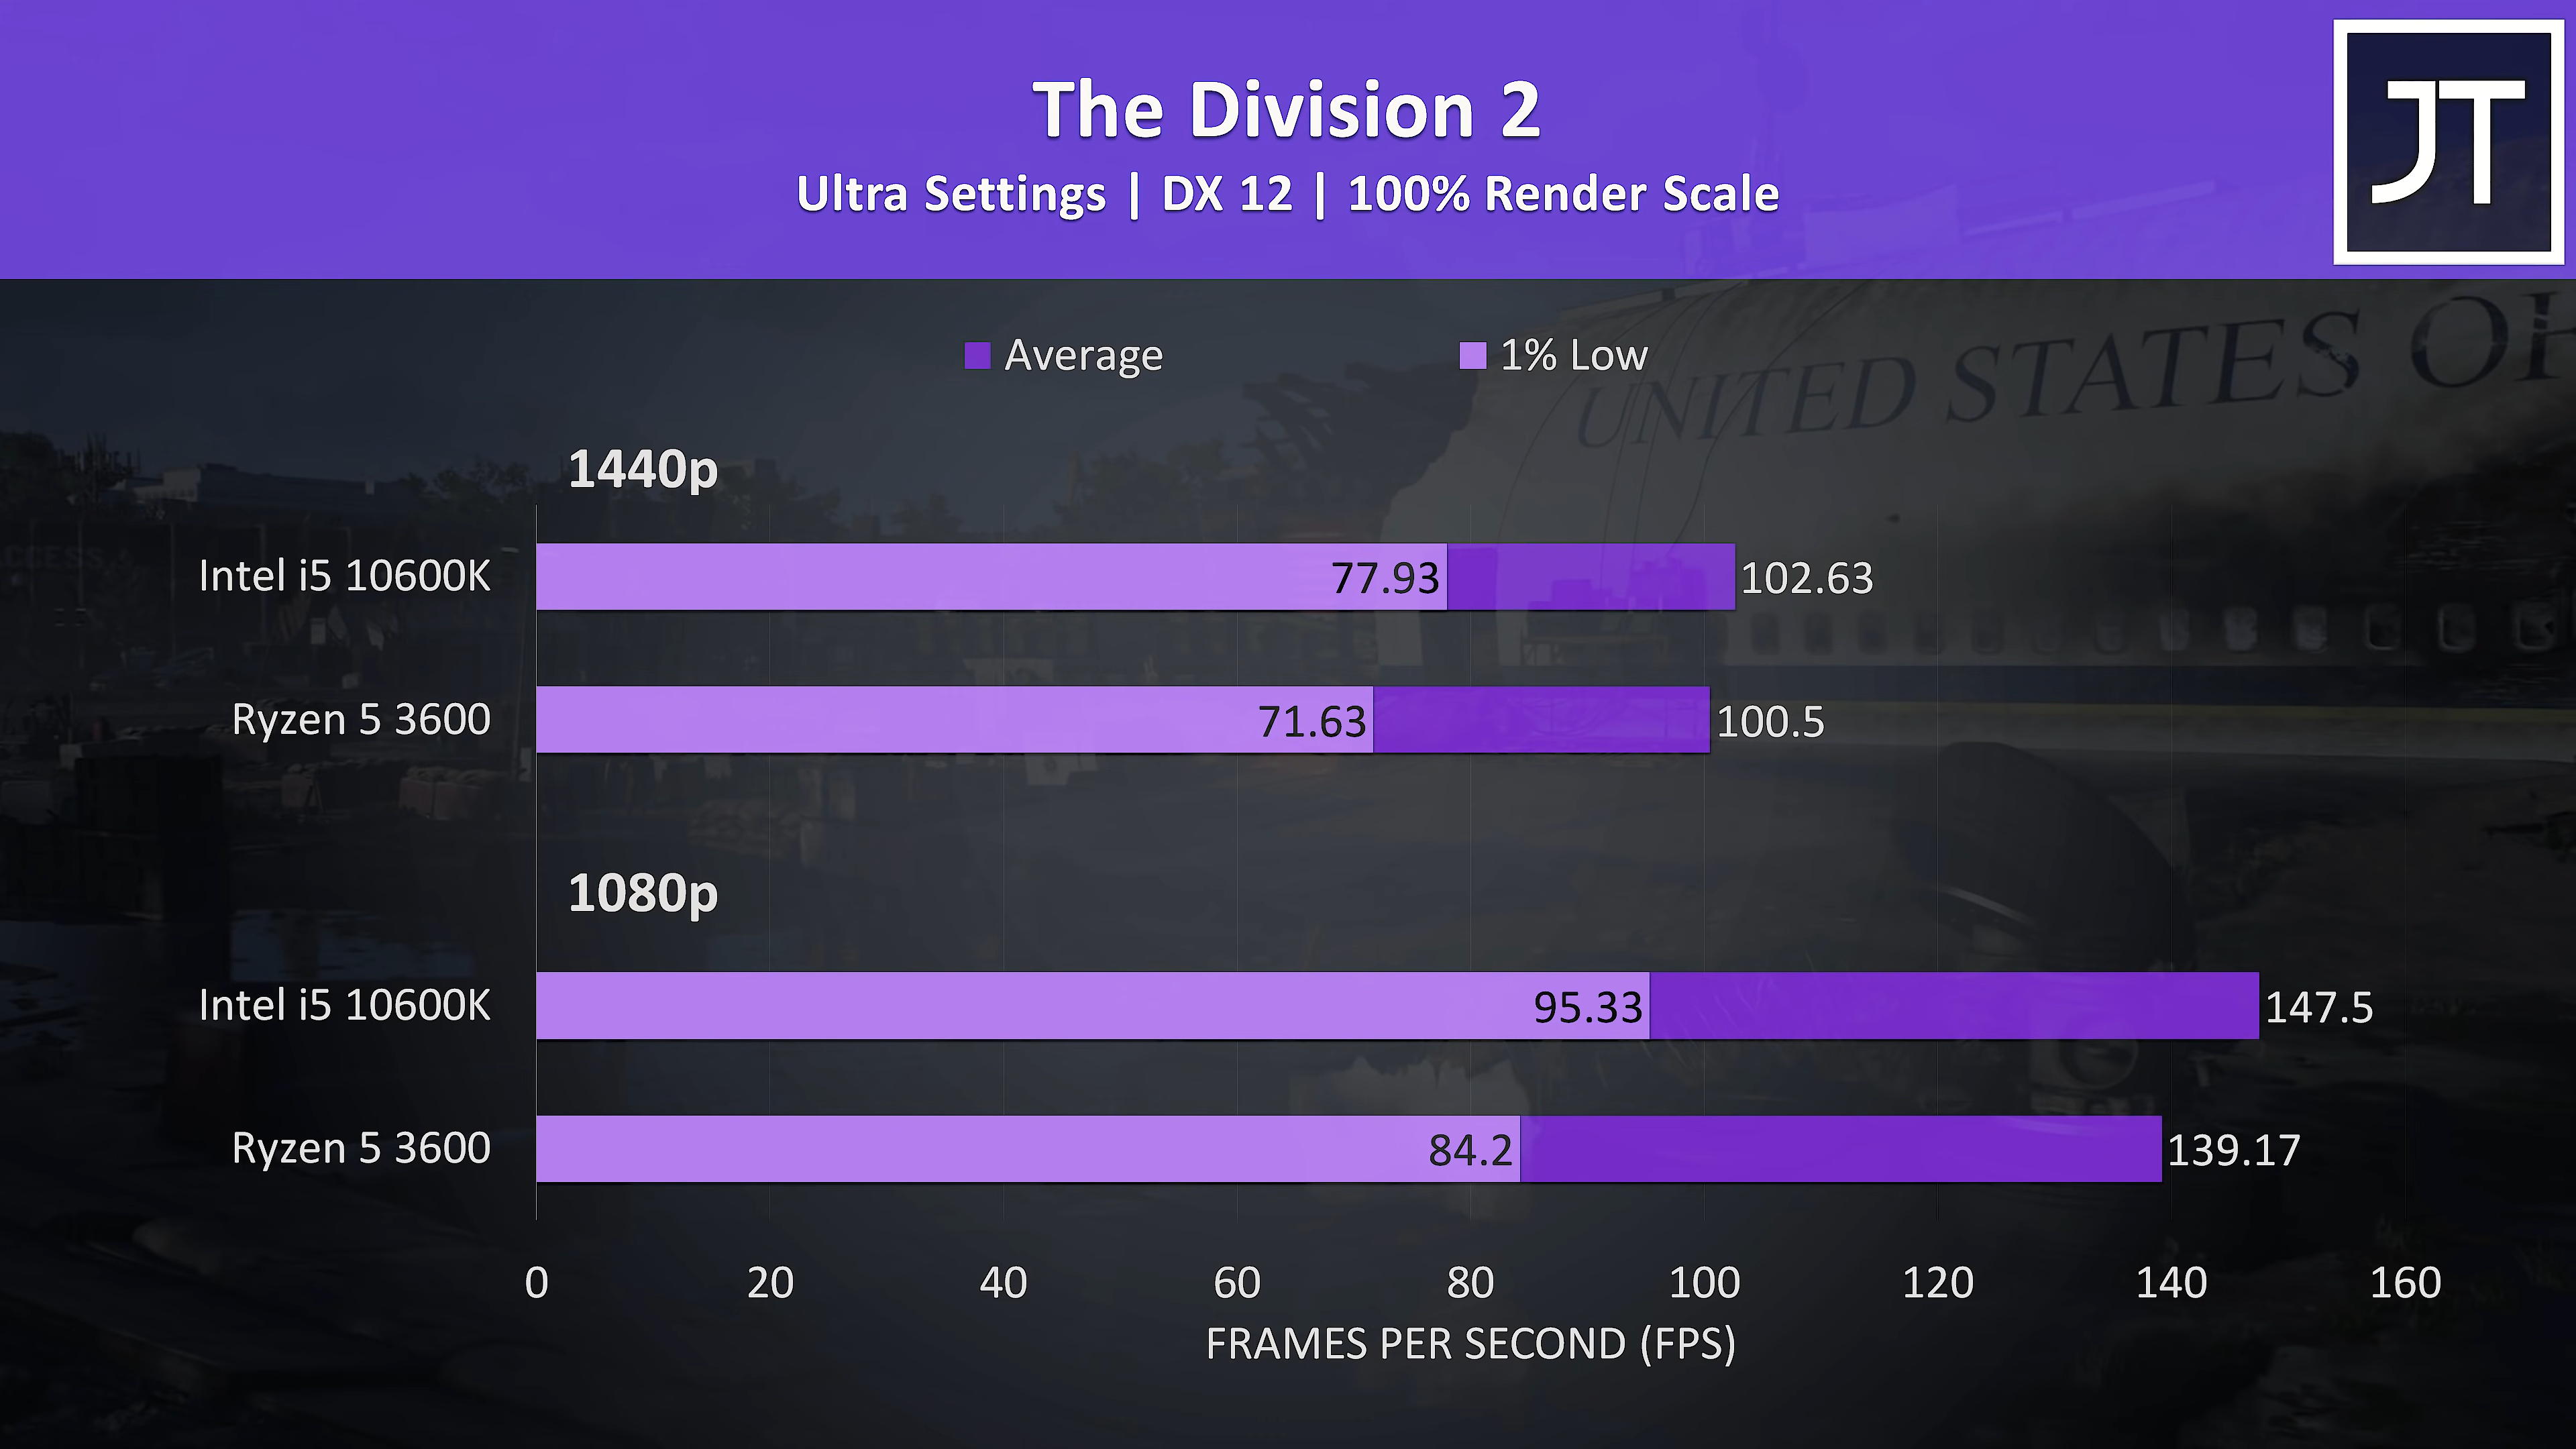 The Division 2
Ultra Settings | DX 12 | 100% Render Scale
JT
Average
1% Low
UNITED STATES OF
1440p
Intel i5 10600K
77.93
102.63
Ryzen 5 3600
71.63
100.5
1080p
Intel i5 10600K
95.33
147.5
Ryzen 5 3600
84.2
139.17
0 20 40 60 80 100 120 140 160
FRAMES PER SECOND (FPS)